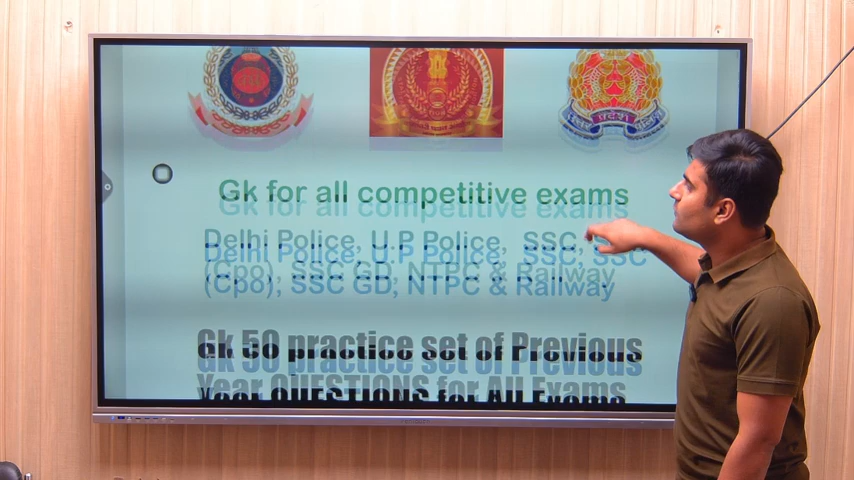 Gk for all competitive exams
Delhi Police, U.P Police, SSC, SSC
(Cpo), SSC GD, NTPC & Railway
Gk 50 practice set of Previous
Year QUESTIONS for All Exams